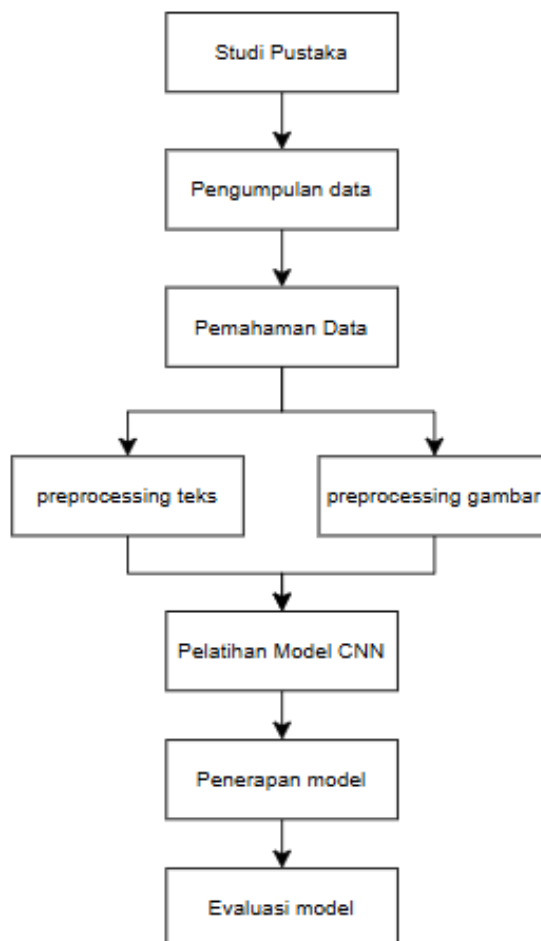 Studi Pustaka
Pengumpulan data
Pemahaman Data
preprocessing teks
preprocessing gambar
Pelatihan Model CNN
Penerapan model
Evaluasi model